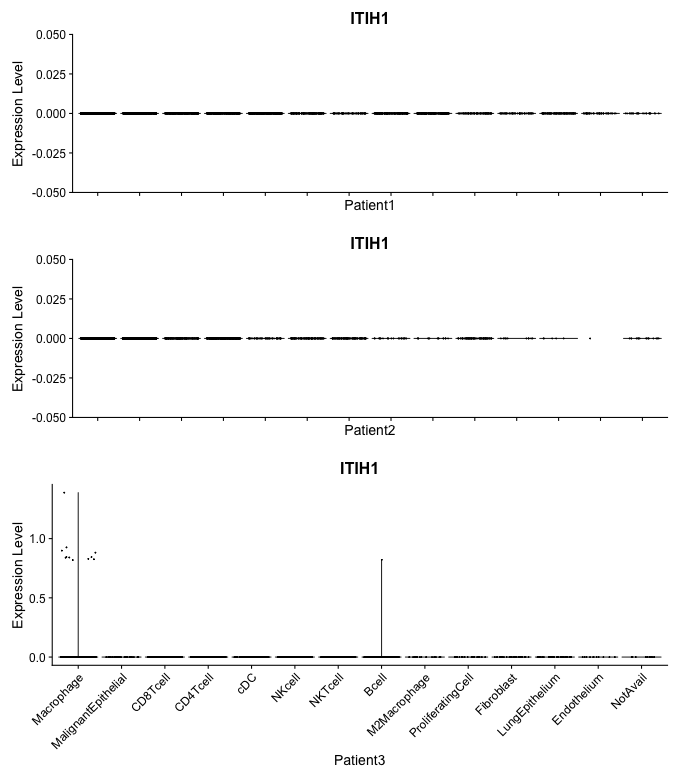 ITIH1
Expression Level
0.050
0.025
0.000
-0.025
-0.050
Patient1
ITIH1
Expression Level
0.050
0.025
0.000
-0.025
-0.050
Patient2
ITIH1
Expression Level
1.0
0.5
0.0
Macrophage
MalignantEpithelial
CD8Tcell
CD4Tcell
cDC
NKcell
NKTcell
Bcell
M2Macrophage
ProliferatingCell
Fibroblast
LungEpithelium
Endothelium
NotAvail
Patient3